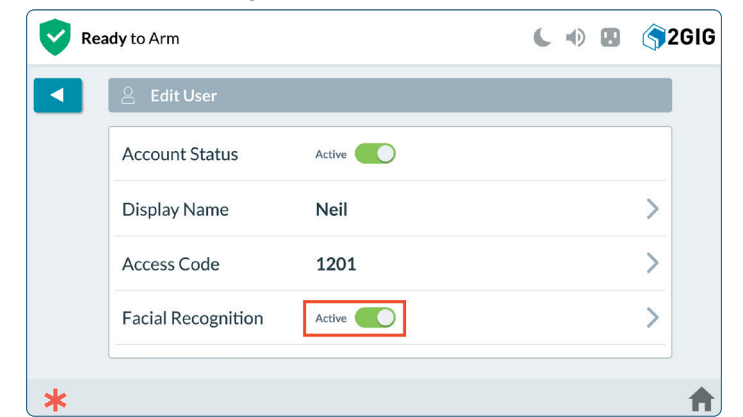 Ready to Arm
2GIG
Edit User
Account Status Active
Display Name Neil
Access Code 1201
Facial Recognition Active